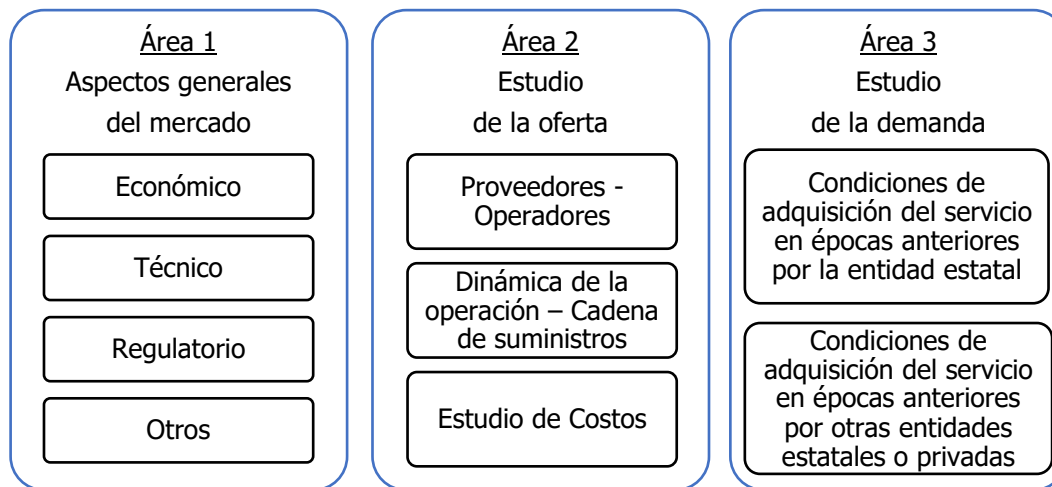 Área 1
Aspectos generales
del mercado
Económico
Técnico
Regulatorio
Otros
Área 2
Estudio
de la oferta
Proveedores -
Operadores
Dinámica de la
operación – Cadena
de suministros
Estudio de Costos
Área 3
Estudio
de la demanda
Condiciones de
adquisición del servicio
en épocas anteriores
por la entidad estatal
Condiciones de
adquisición del servicio
en épocas anteriores
por otras entidades
estatales o privadas